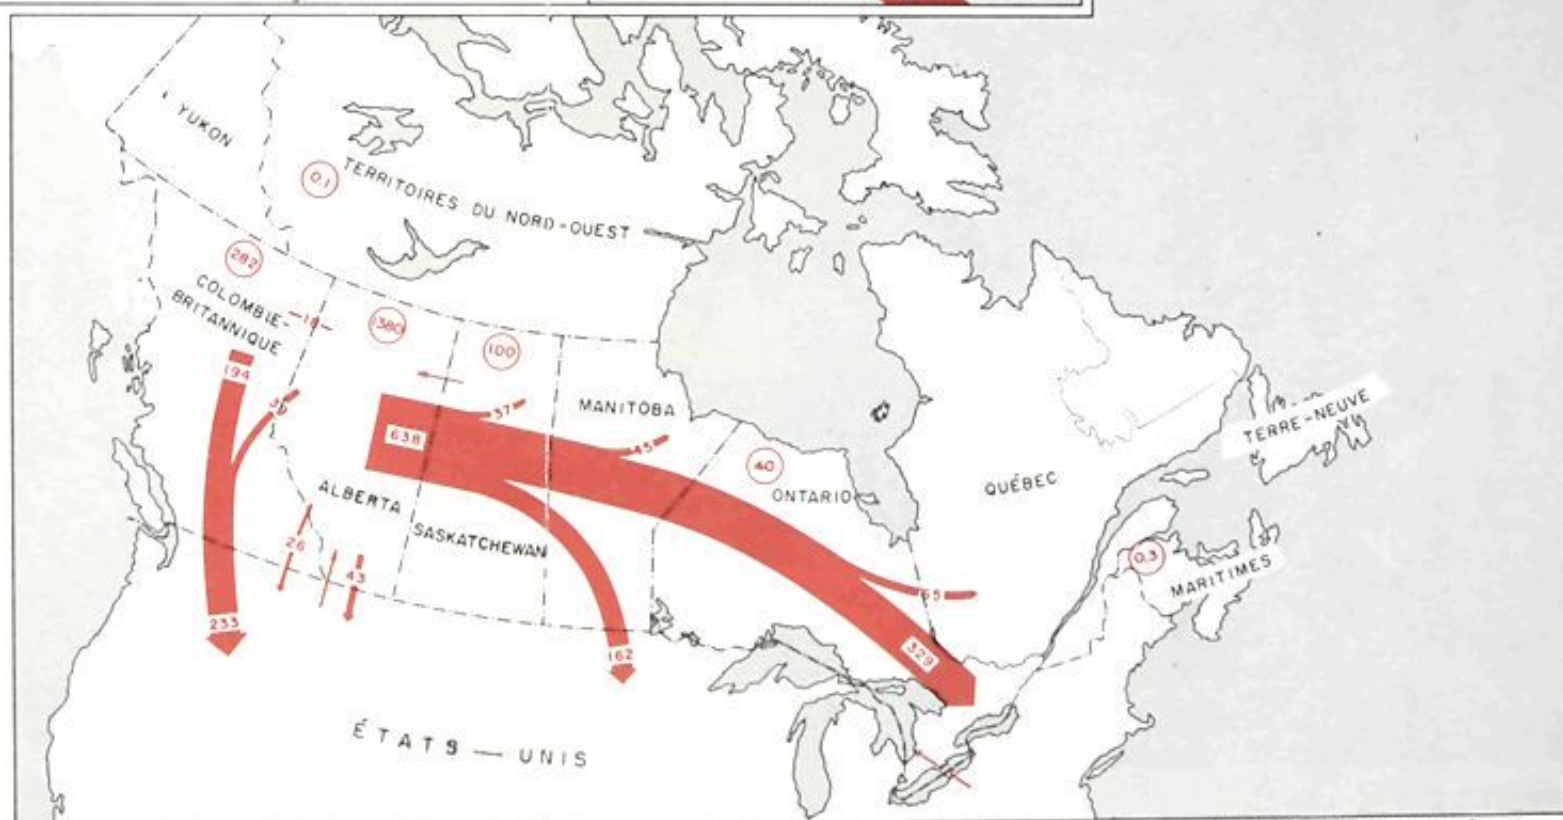 YUKON
0.1
TERRITOIRES DU NORD-OUEST
282
COLOMBIE-
BRITANNIQUE
1380
100
194
37
MANITOBA
TERRE-NEUVE
638
45
40
ONTARIO
QUÉBEC
ALBERTA
SASKATCHEWAN
26
43
0.3
MARITIMES
65
233
162
329
ÉTATS — UNIS